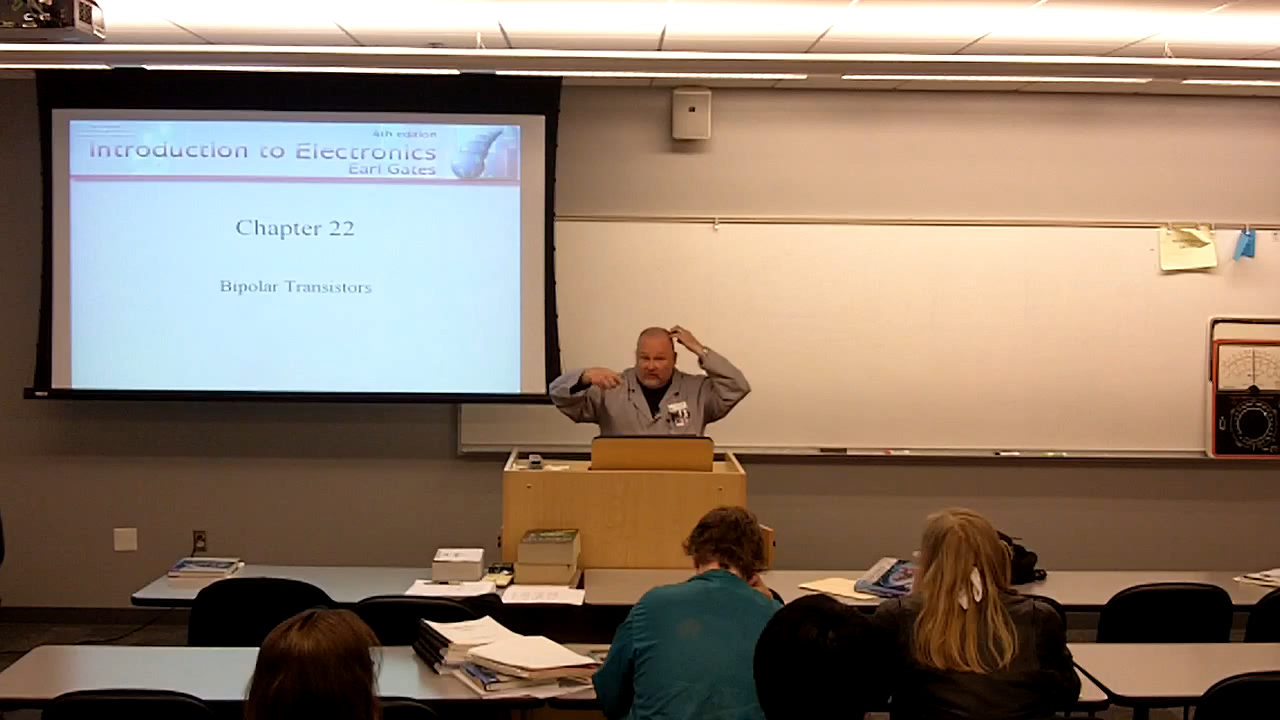 4th edition
Introduction to Electronics
Earl Gates
Chapter 22
Bipolar Transistors